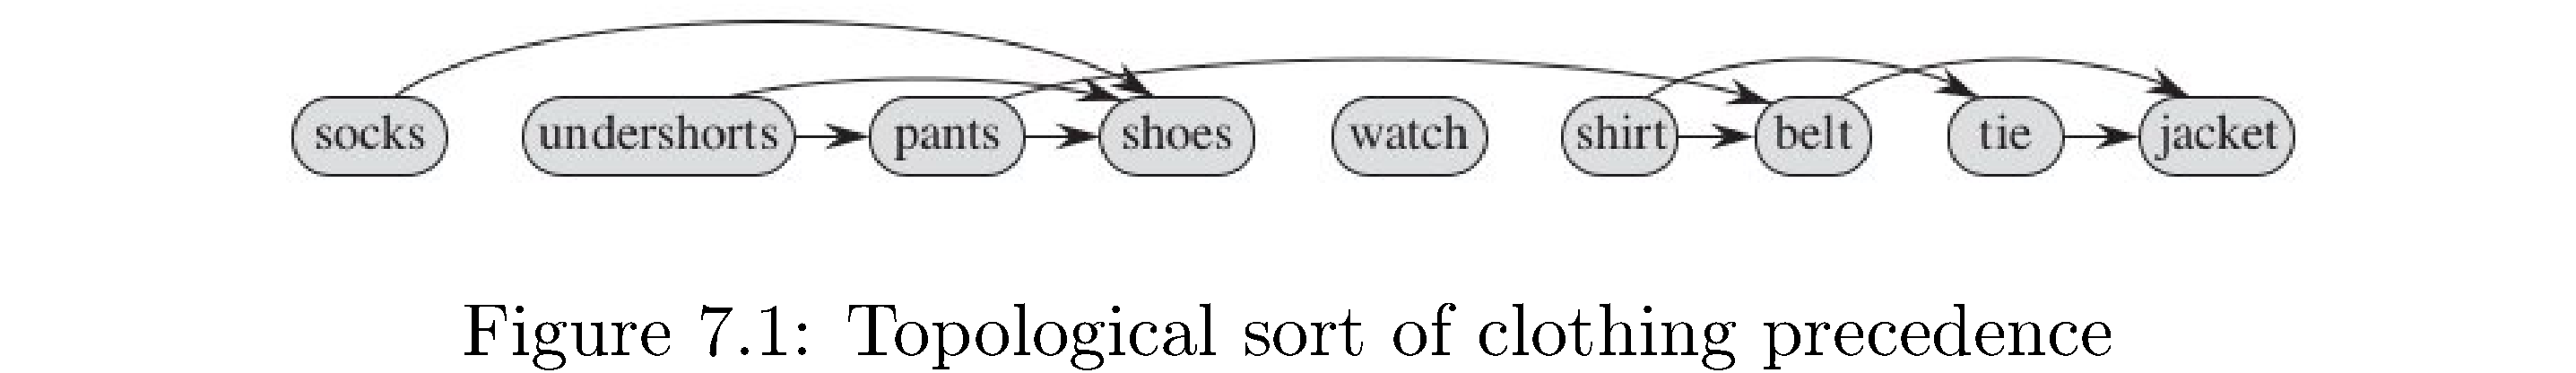 socks undershorts pants shoes watch shirt belt tie jacket
Figure 7.1: Topological sort of clothing precedence